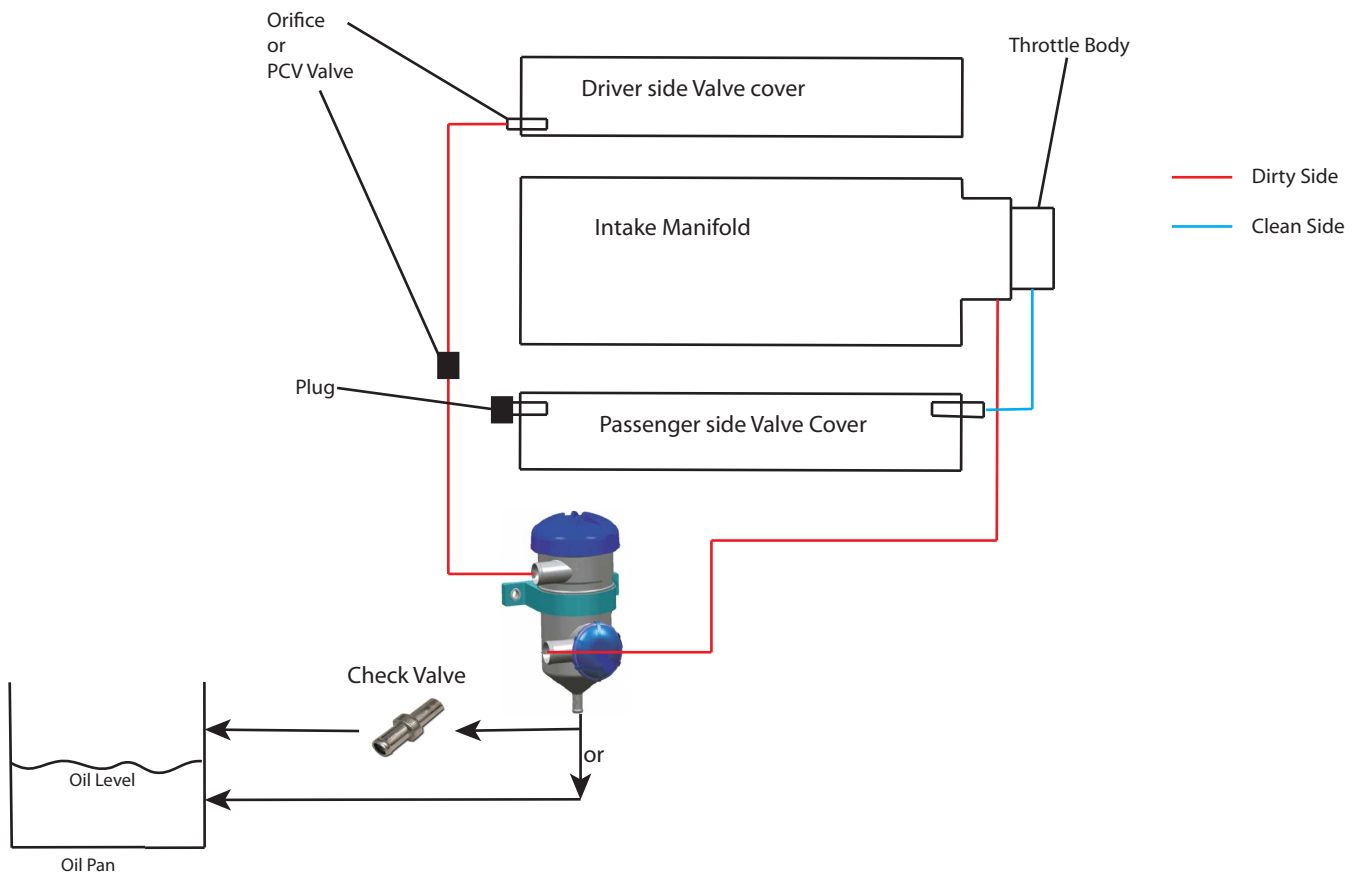 Orifice
or
PCV Valve
Throttle Body
Driver side Valve cover
Dirty Side
Intake Manifold
Clean Side
Plug
Passenger side Valve Cover
Check Valve
or
Oil Level
Oil Pan